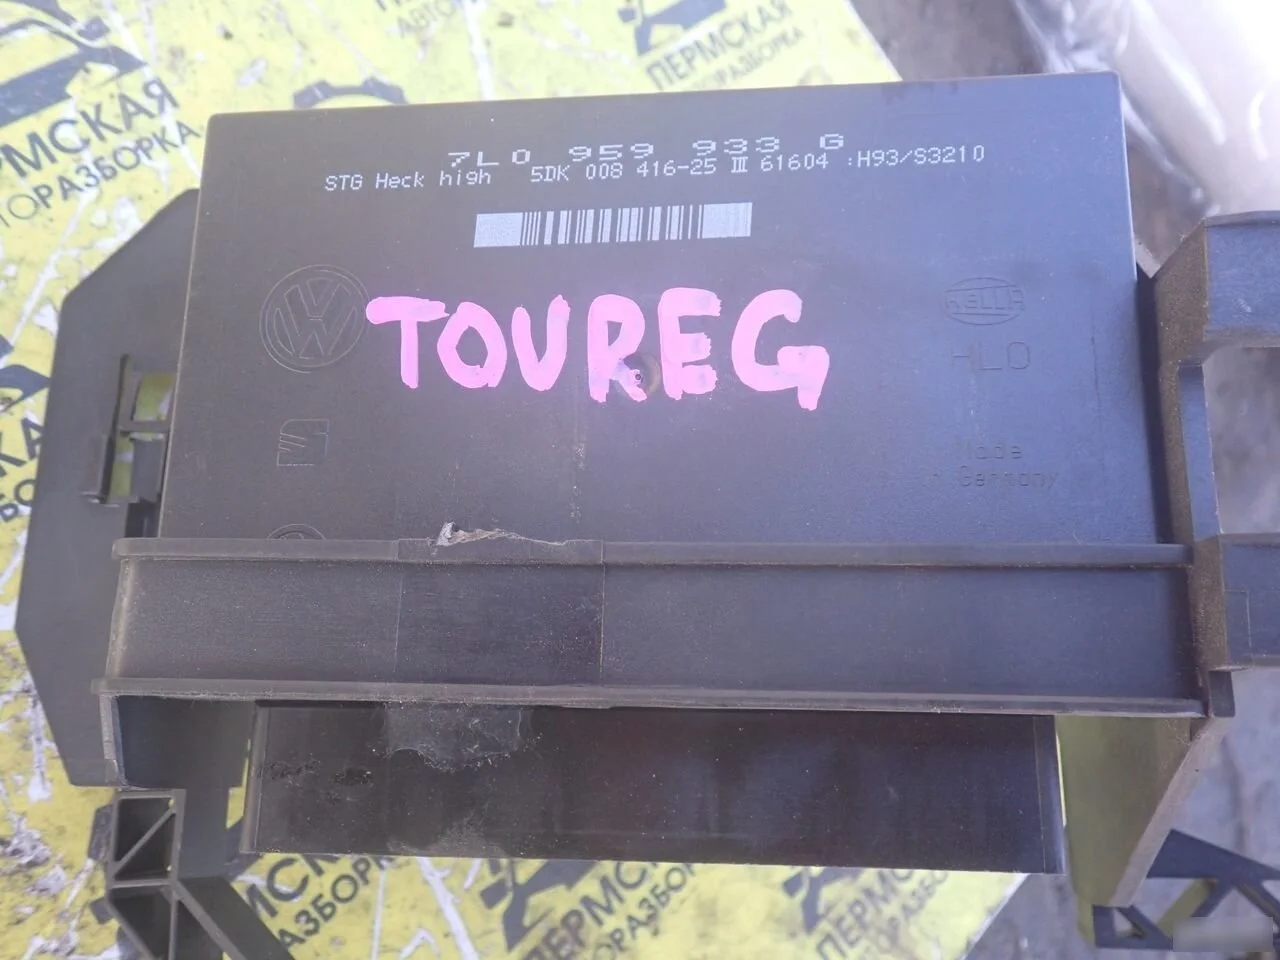 ПЕРМСКАЯ
АВТОРАЗБОРКА
7L0 959 933 G
STG Heck high 5DK 008 416-25 III 61604 :H93/S3210
TOUREG
HELLA
HLO
Made
in Germany